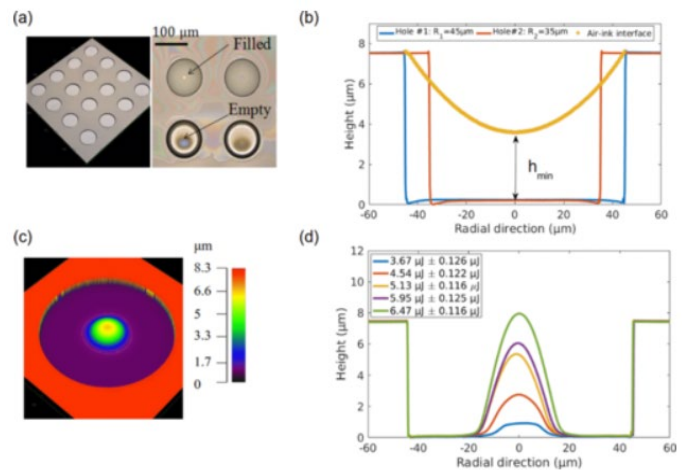 (a)
100 μm
Filled
Empty
(b)
Hole #1: R₁=45μm
Hole#2: R₂=35μm
Air-ink interface
Height (μm)
8
6
4
2
0
h_min
-60 -40 -20 0 20 40 60
Radial direction (μm)
(c)
μm
8.3
6.6
5.0
3.3
1.7
0
(d)
3.67 μJ ± 0.126 μJ
4.54 μJ ± 0.122 μJ
5.13 μJ ± 0.116 μJ
5.95 μJ ± 0.125 μJ
6.47 μJ ± 0.116 μJ
Height [μm]
12
10
8
6
4
2
0
-60 -40 -20 0 20 40 60
Radial direction (μm)